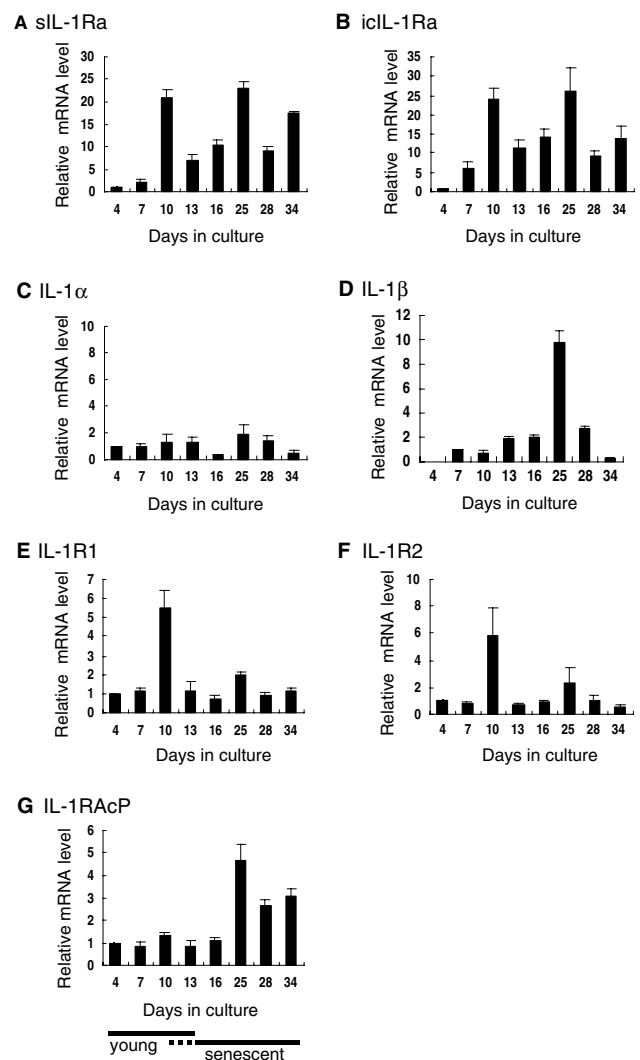 A sIL-1Ra
Relative mRNA level
30
25
20
15
10
5
0
4 7 10 13 16 25 28 34
Days in culture
B icIL-1Ra
Relative mRNA level
35
30
25
20
15
10
5
0
4 7 10 13 16 25 28 34
Days in culture
C IL-1α
Relative mRNA level
10
8
6
4
2
0
4 7 10 13 16 25 28 34
Days in culture
D IL-1β
Relative mRNA level
12
10
8
6
4
2
0
4 7 10 13 16 25 28 34
Days in culture
E IL-1R1
Relative mRNA level
7
6
5
4
3
2
1
0
4 7 10 13 16 25 28 34
Days in culture
F IL-1R2
Relative mRNA level
10
8
6
4
2
0
4 7 10 13 16 25 28 34
Days in culture
G IL-1RAcP
Relative mRNA level
6
5
4
3
2
1
0
4 7 10 13 16 25 28 34
Days in culture
young senescent